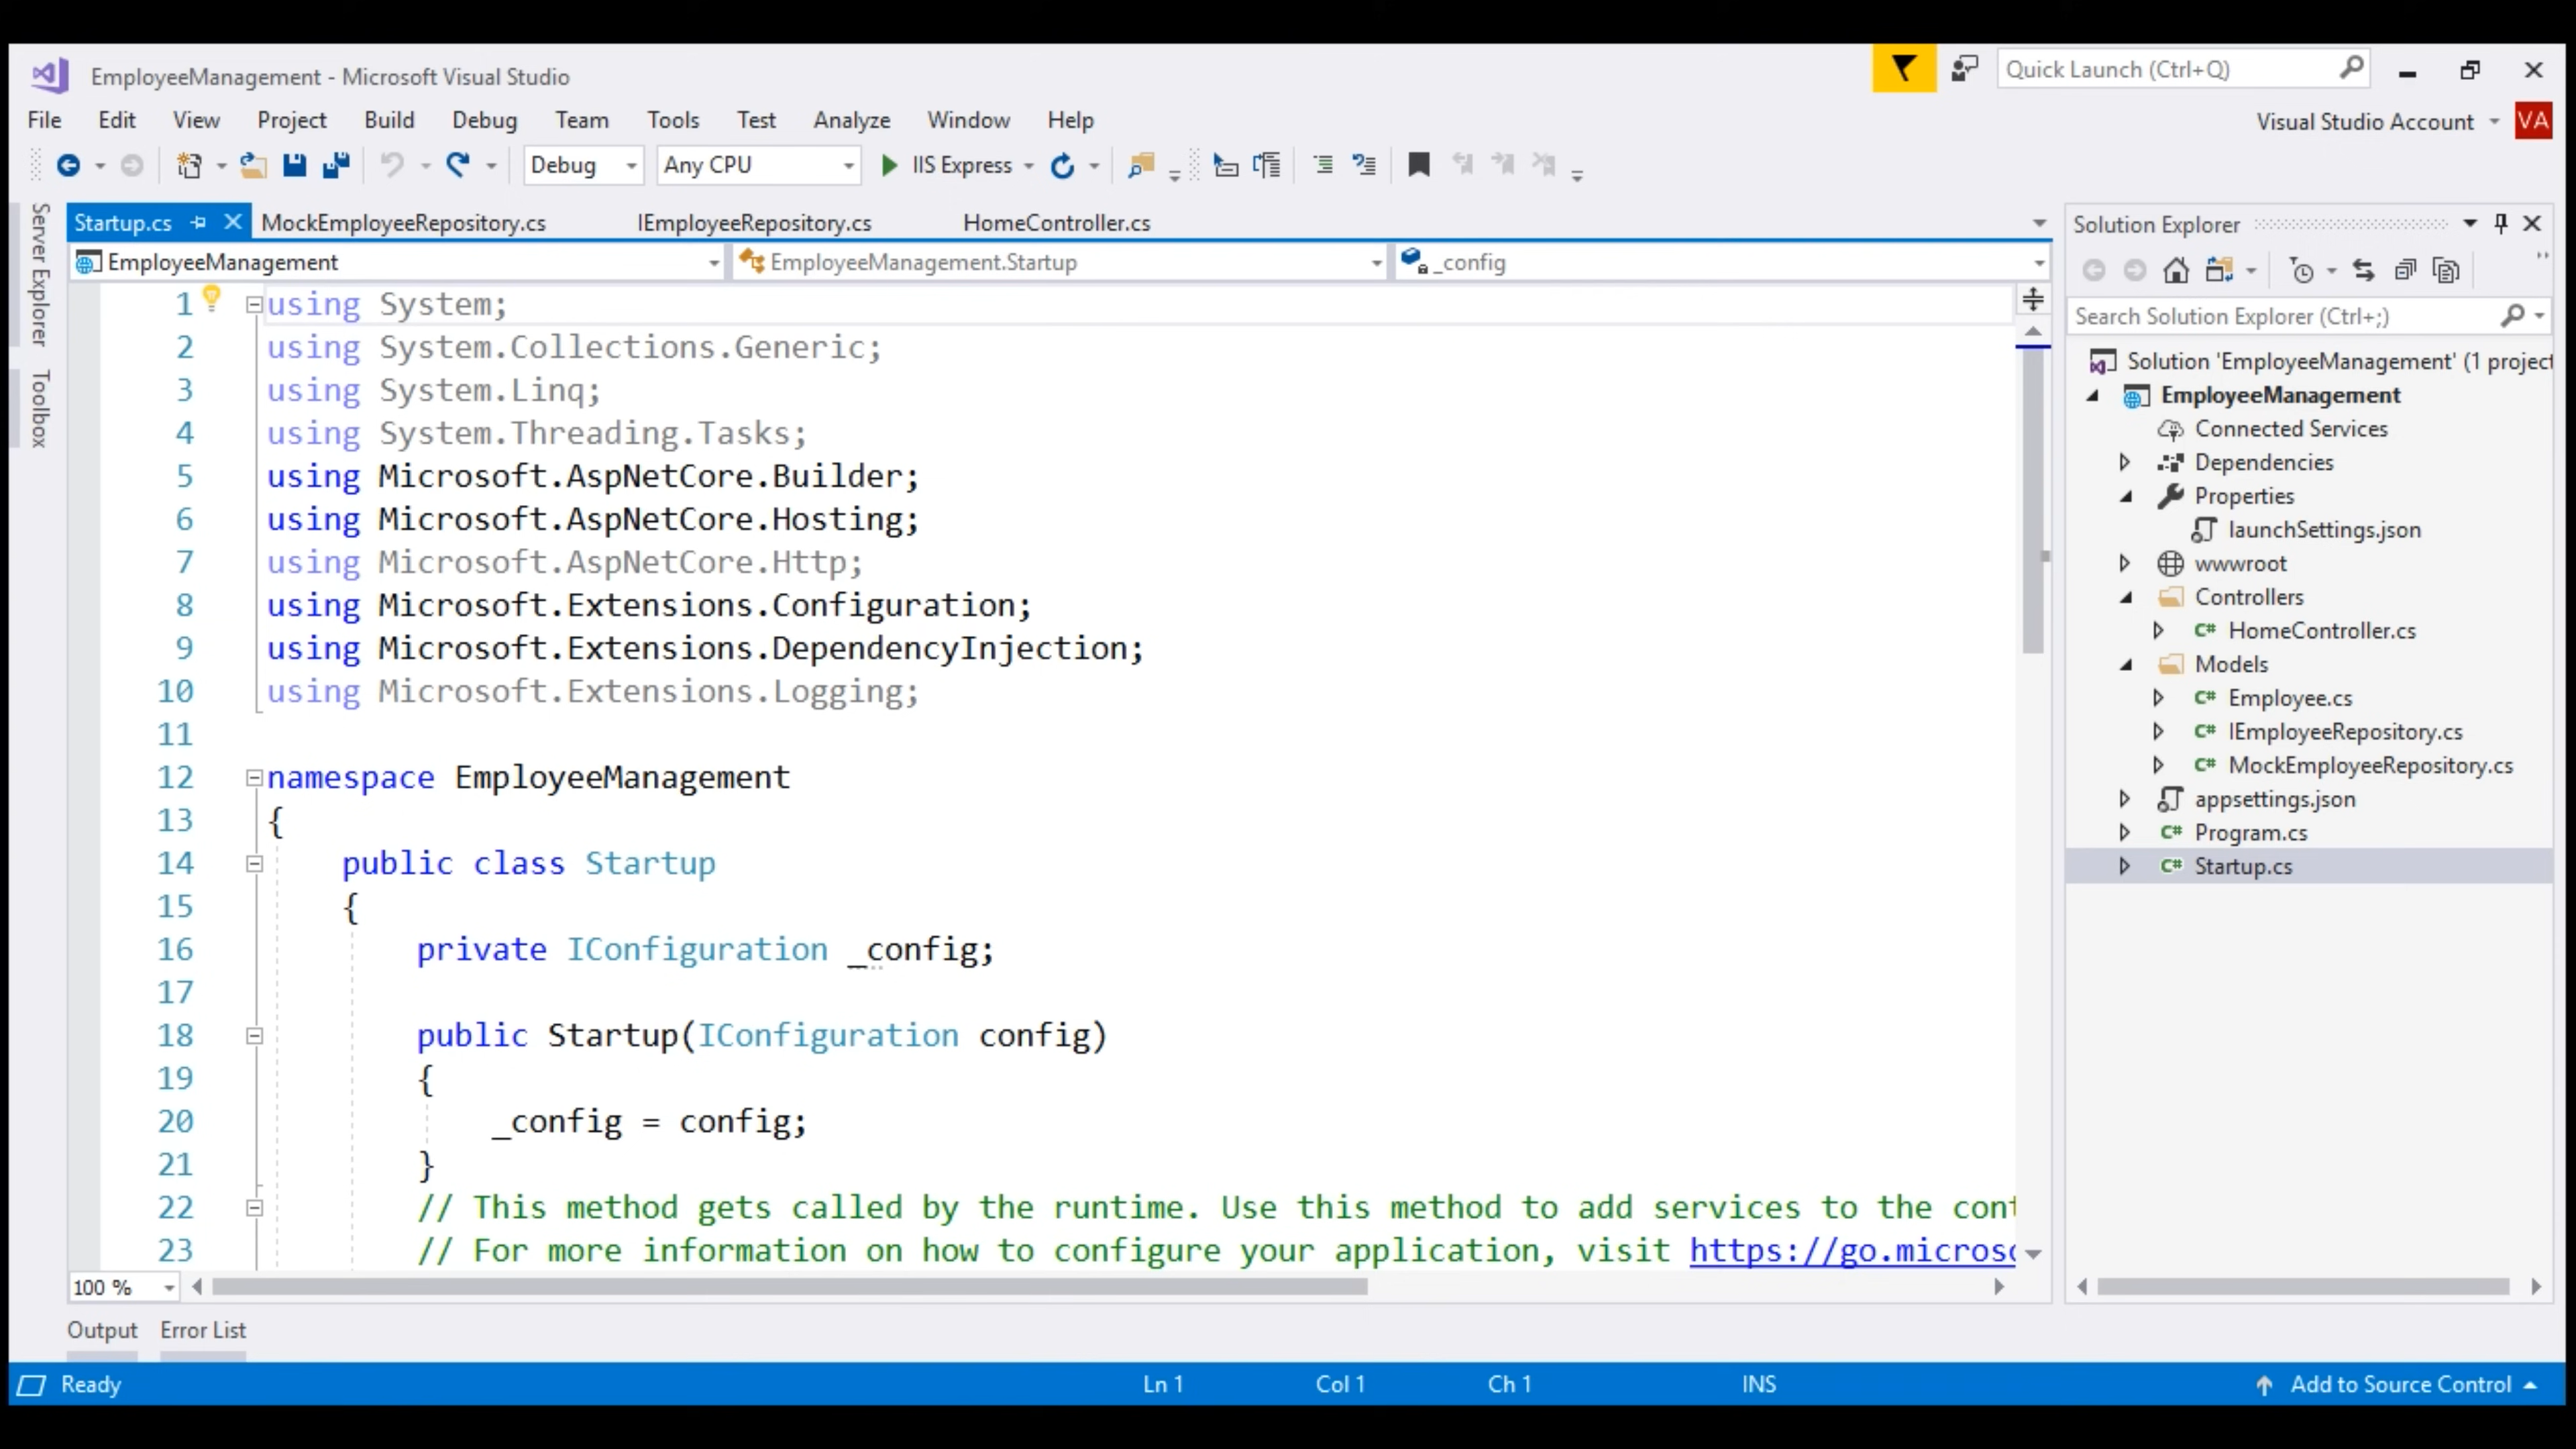 EmployeeManagement - Microsoft Visual Studio
Quick Launch (Ctrl+Q)
File Edit View Project Build Debug Team Tools Test Analyze Window Help
Visual Studio Account VA
Debug Any CPU IIS Express
Server Explorer
Toolbox
Startup.cs MockEmployeeRepository.cs IEmployeeRepository.cs HomeController.cs
EmployeeManagement EmployeeManagement.Startup _config
1 using System;
2 using System.Collections.Generic;
3 using System.Linq;
4 using System.Threading.Tasks;
5 using Microsoft.AspNetCore.Builder;
6 using Microsoft.AspNetCore.Hosting;
7 using Microsoft.AspNetCore.Http;
8 using Microsoft.Extensions.Configuration;
9 using Microsoft.Extensions.DependencyInjection;
10 using Microsoft.Extensions.Logging;
11
12 namespace EmployeeManagement
13 {
14 public class Startup
15 {
16 private IConfiguration _config;
17
18 public Startup(IConfiguration config)
19 {
20 _config = config;
21 }
22 // This method gets called by the runtime. Use this method to add services to the cont
23 // For more information on how to configure your application, visit https://go.microso
100 %
Solution Explorer
Search Solution Explorer (Ctrl+;)
Solution 'EmployeeManagement' (1 project
EmployeeManagement
Connected Services
Dependencies
Properties
launchSettings.json
wwwroot
Controllers
C# HomeController.cs
Models
C# Employee.cs
C# IEmployeeRepository.cs
C# MockEmployeeRepository.cs
appsettings.json
C# Program.cs
C# Startup.cs
Output Error List
Ready Ln 1 Col 1 Ch 1 INS Add to Source Control